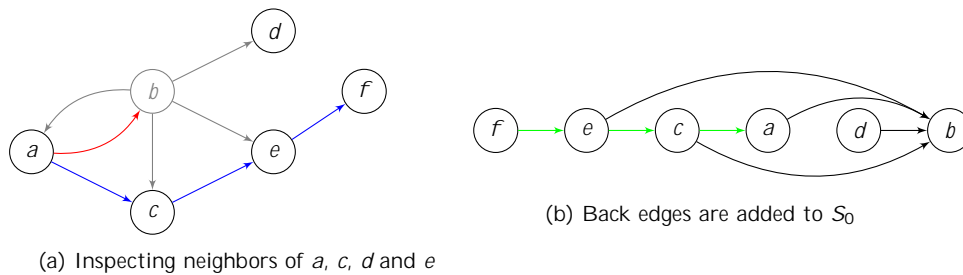 d
b
f
a
e
c
(a) Inspecting neighbors of a, c, d and e
f e c a d b
(b) Back edges are added to S0